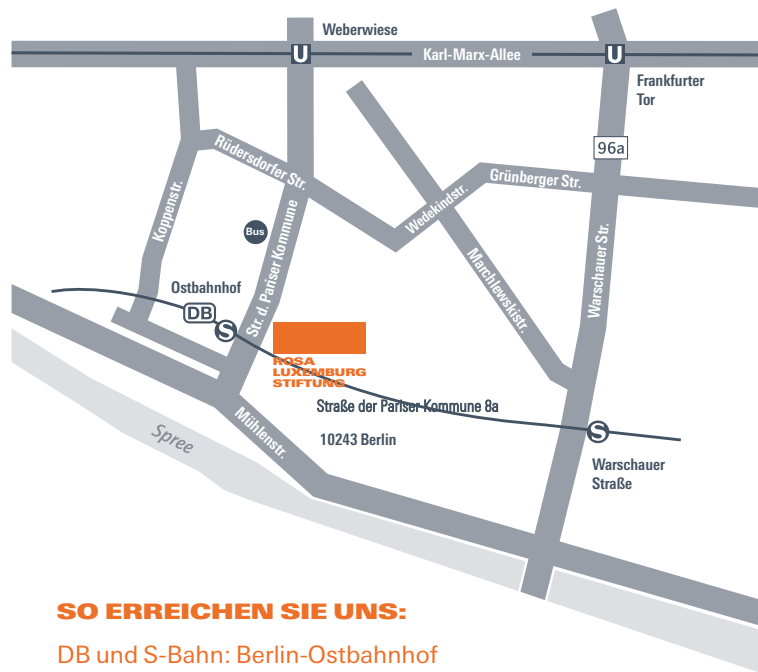 Weberwiese
U
Karl-Marx-Allee
U
Frankfurter
Tor
96a
Rüdersdorfer Str.
Grünberger Str.
Wedekindstr.
Koppenstr.
Bus
Str. d. Pariser Kommune
Marchlewskistr.
Warschauer Str.
Ostbahnhof
DB
S
ROSA
LUXEMBURG
STIFTUNG
Straße der Pariser Kommune 8a
10243 Berlin
Mühlenstr.
Spree
S
Warschauer
Straße
SO ERREICHEN SIE UNS:
DB und S-Bahn: Berlin-Ostbahnhof